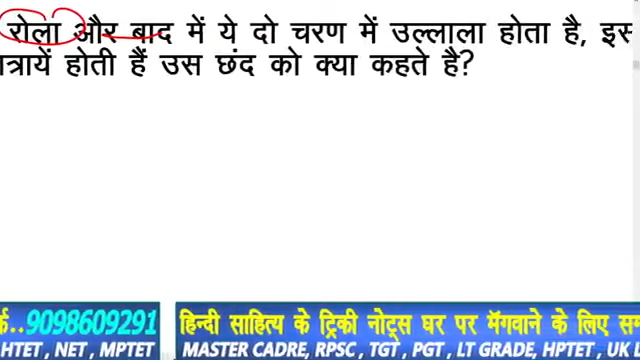 रोला और बाद में ये दो चरण में उल्लाला होता है, इस
त्रायें होती हैं उस छंद को क्या कहते है?
र्क..9098609291
हिन्दी साहित्य के ट्रिकी नोट्स घर पर मॅगवाने के लिए सम
HTET , NET , MPTET
MASTER CADRE, RPSC , TGT , PGT , LT GRADE, HPTET , UK